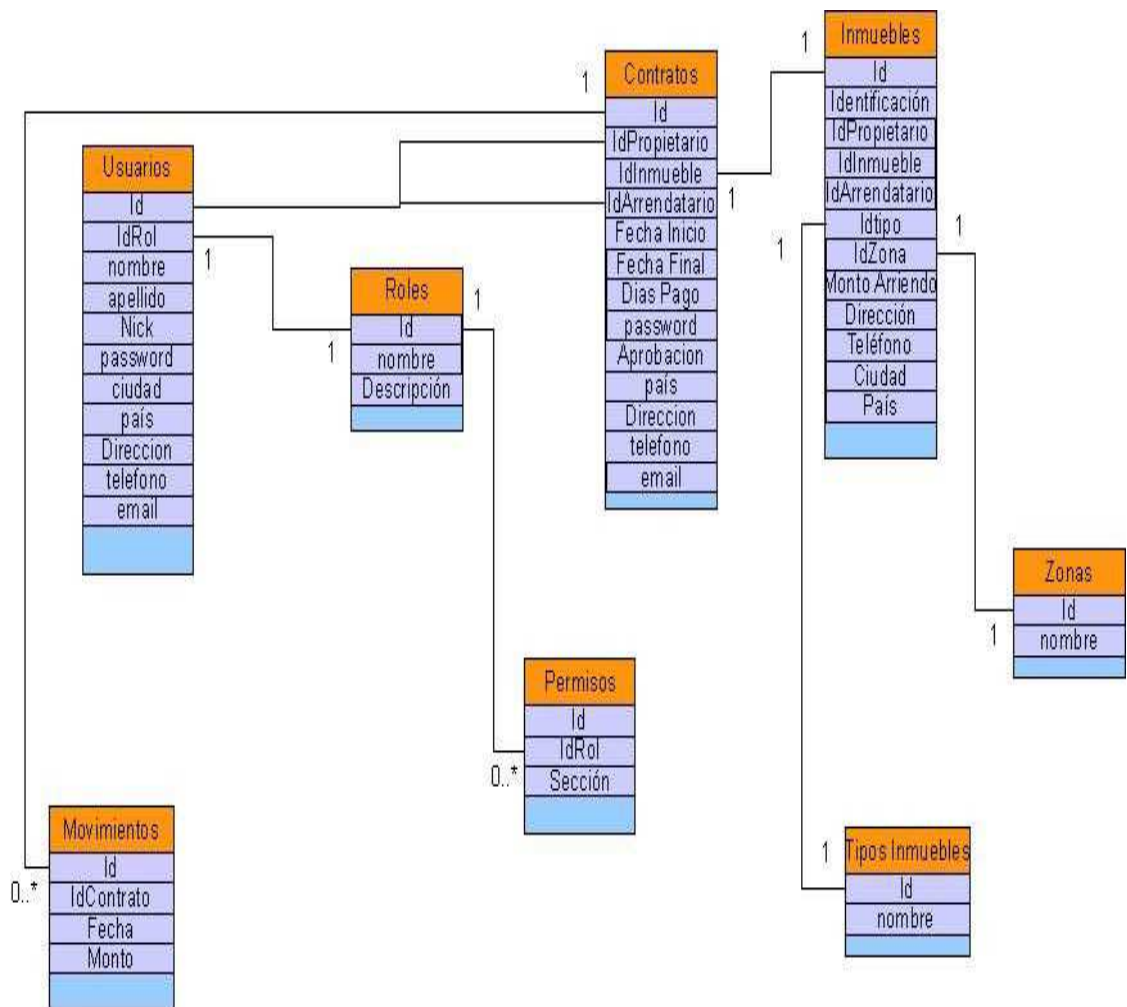 Usuarios
Id
IdRol
nombre
apellido
Nick
password
ciudad
país
Direccion
telefono
email
1
Roles
Id
nombre
Descripción
1
1
Contratos
Id
IdPropietario
IdInmueble
IdArrendatario
Fecha Inicio
Fecha Final
Dias Pago
password
Aprobacion
país
Direccion
telefono
email
1
1
Inmuebles
Id
Identificación
IdPropietario
IdInmueble
IdArrendatario
Idtipo
IdZona
Monto Arriendo
Dirección
Teléfono
Ciudad
País
1
1
1
Zonas
Id
nombre
1
Permisos
Id
IdRol
Sección
0..*
Movimientos
Id
IdContrato
Fecha
Monto
0..*
Tipos Inmuebles
Id
nombre
1